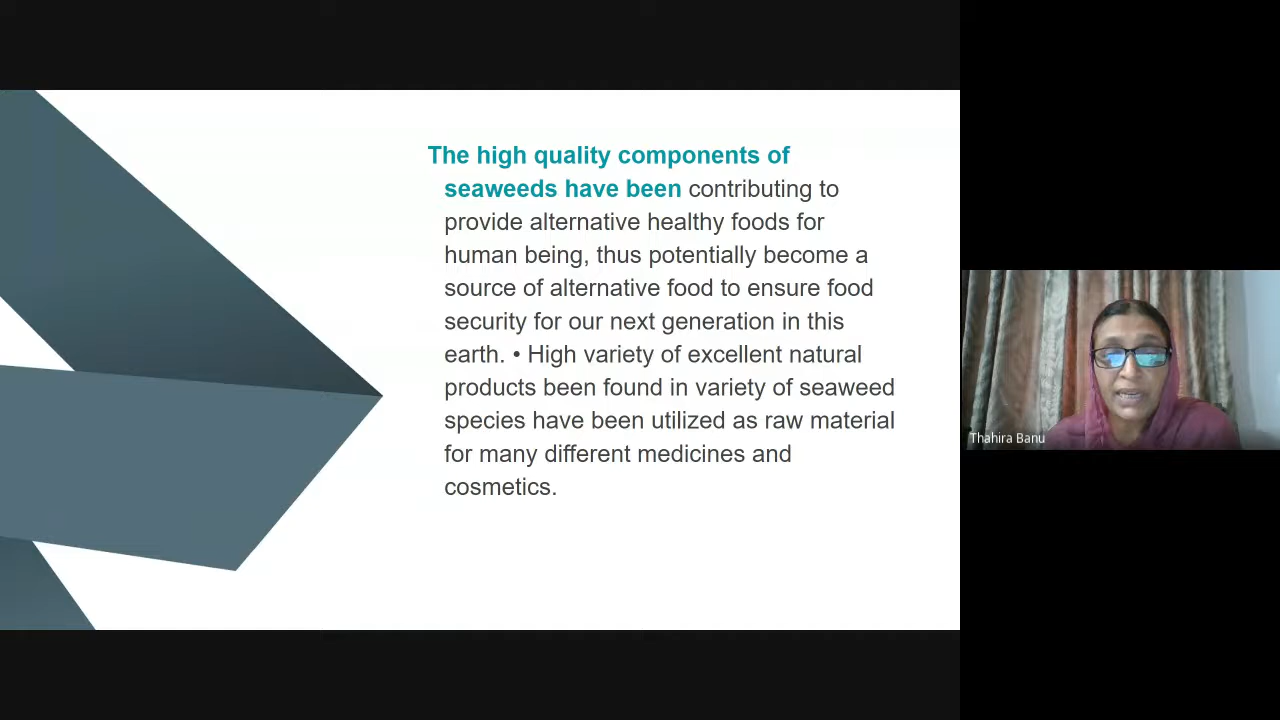 The high quality components of
seaweeds have been contributing to
provide alternative healthy foods for
human being, thus potentially become a
source of alternative food to ensure food
security for our next generation in this
earth. • High variety of excellent natural
products been found in variety of seaweed
species have been utilized as raw material
for many different medicines and
cosmetics.
Thahira Banu